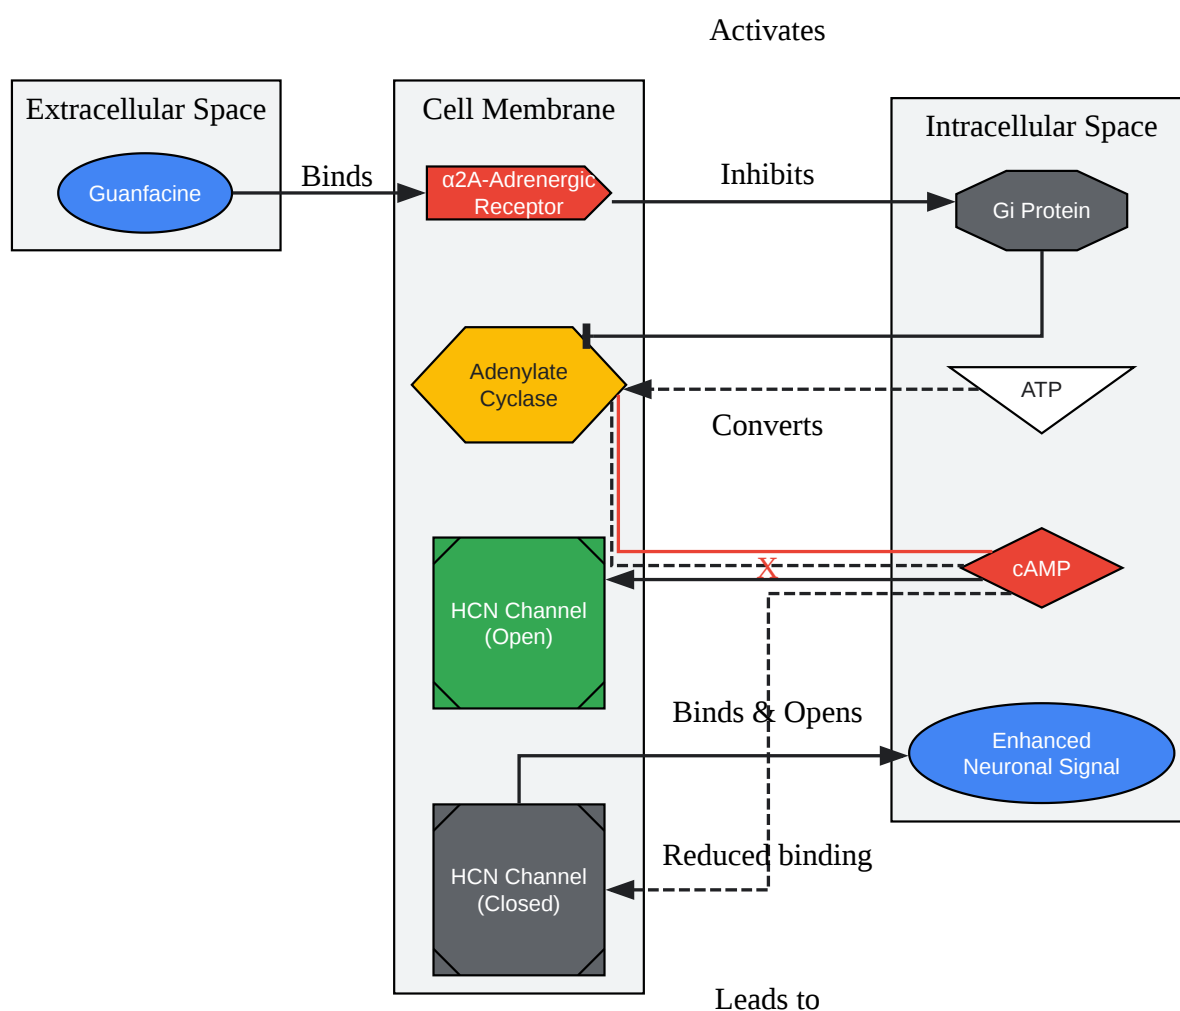 Activates
Extracellular Space
Cell Membrane
Intracellular Space
Guanfacine
Binds
α2A-Adrenergic
Receptor
Inhibits
Gi Protein
Adenylate
Cyclase
ATP
Converts
X
cAMP
HCN Channel
(Open)
Binds & Opens
Enhanced
Neuronal Signal
Reduced binding
HCN Channel
(Closed)
Leads to